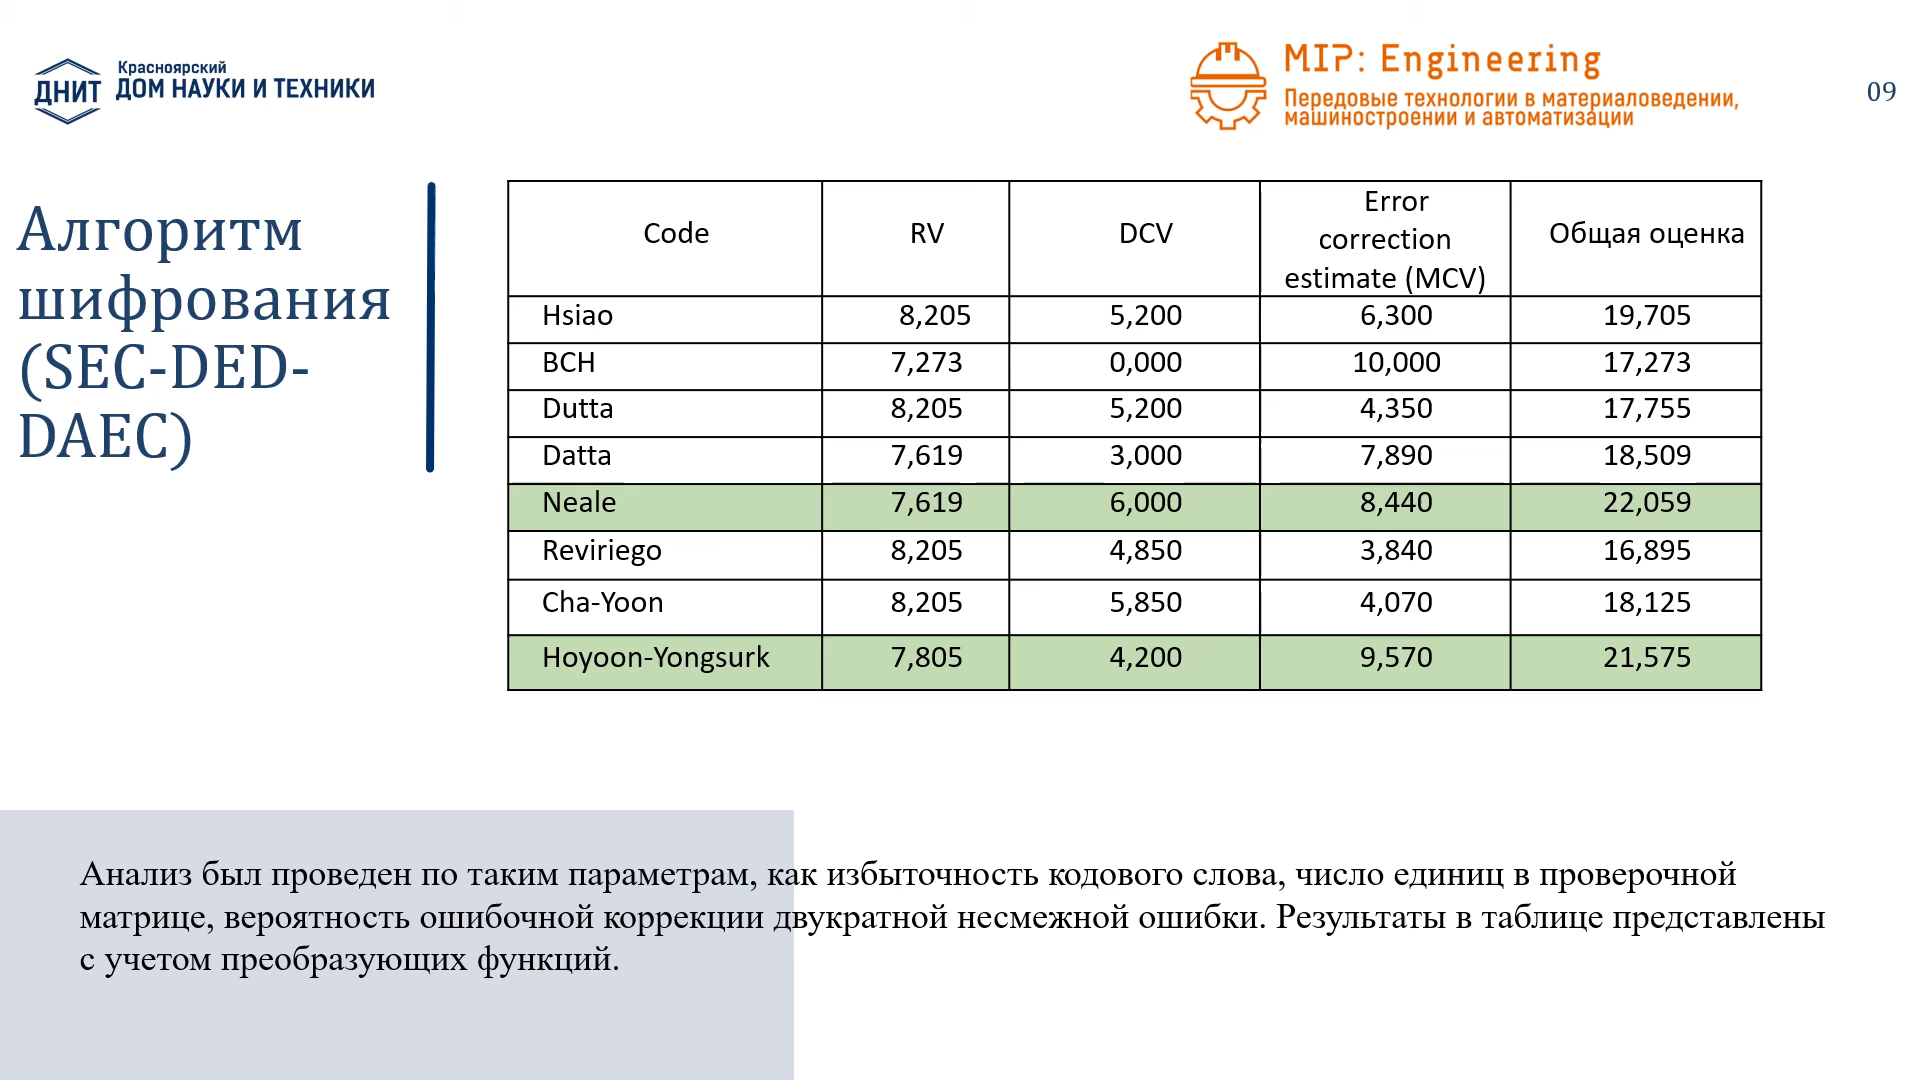 Красноярский
ДНИТ ДОМ НАУКИ И ТЕХНИКИ
MIP: Engineering
Передовые технологии в материаловедении,
машиностроении и автоматизации
09
Алгоритм
шифрования
(SEC-DED-
DAEC)
Code RV DCV Error correction estimate (MCV) Общая оценка
Hsiao 8,205 5,200 6,300 19,705
BCH 7,273 0,000 10,000 17,273
Dutta 8,205 5,200 4,350 17,755
Datta 7,619 3,000 7,890 18,509
Neale 7,619 6,000 8,440 22,059
Reviriego 8,205 4,850 3,840 16,895
Cha-Yoon 8,205 5,850 4,070 18,125
Hoyoon-Yongsurk 7,805 4,200 9,570 21,575
Анализ был проведен по таким параметрам, как избыточность кодового слова, число единиц в проверочной
матрице, вероятность ошибочной коррекции двукратной несмежной ошибки. Результаты в таблице представлены
с учетом преобразующих функций.